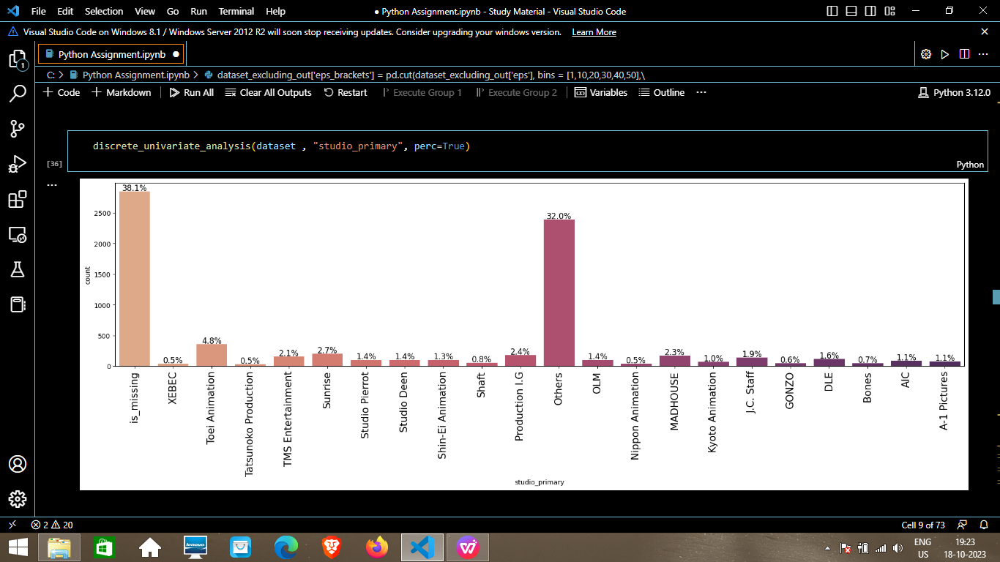 File Edit Selection View Go Run Terminal Help
● Python Assignment.ipynb - Study Material - Visual Studio Code
Visual Studio Code on Windows 8.1 / Windows Server 2012 R2 will soon stop receiving updates. Consider upgrading your windows version. Learn More
1
Python Assignment.ipynb ●
C: > Python Assignment.ipynb > dataset_excluding_out['eps_brackets'] = pd.cut(dataset_excluding_out['eps'], bins = [1,10,20,30,40,50],\
+ Code + Markdown Run All Clear All Outputs Restart Execute Group 1 Execute Group 2 Variables Outline ··· Python 3.12.0
discrete_univariate_analysis(dataset , "studio_primary", perc=True)
[36]
Python
···
38.1% 0.5% 4.8% 0.5% 2.1% 2.7% 1.4% 1.4% 1.3% 0.8% 2.4% 32.0% 1.4% 0.5% 2.3% 1.0% 1.9% 0.6% 1.6% 0.7% 1.1% 1.1%
2500
2000
1500
1000
500
0
count
is_missing
XEBEC
Toei Animation
Tatsunoko Production
TMS Entertainment
Sunrise
Studio Pierrot
Studio Deen
Shin-Ei Animation
Shaft
Production I.G
Others
OLM
Nippon Animation
MADHOUSE
Kyoto Animation
J.C. Staff
GONZO
DLE
Bones
AIC
A-1 Pictures
studio_primary
2 20
Cell 9 of 73
lenovo
ENG
US
19:23
18-10-2023